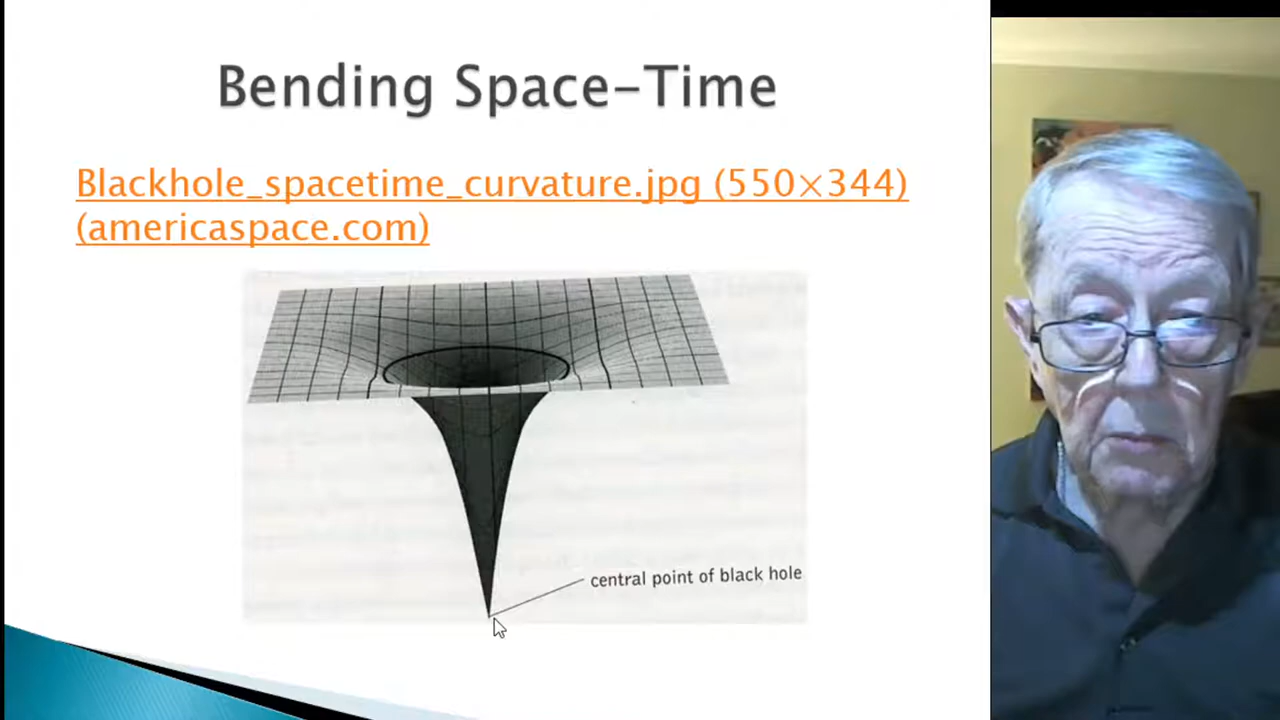 Bending Space-Time
Blackhole_spacetime_curvature.jpg (550×344)
(americaspace.com)
central point of black hole